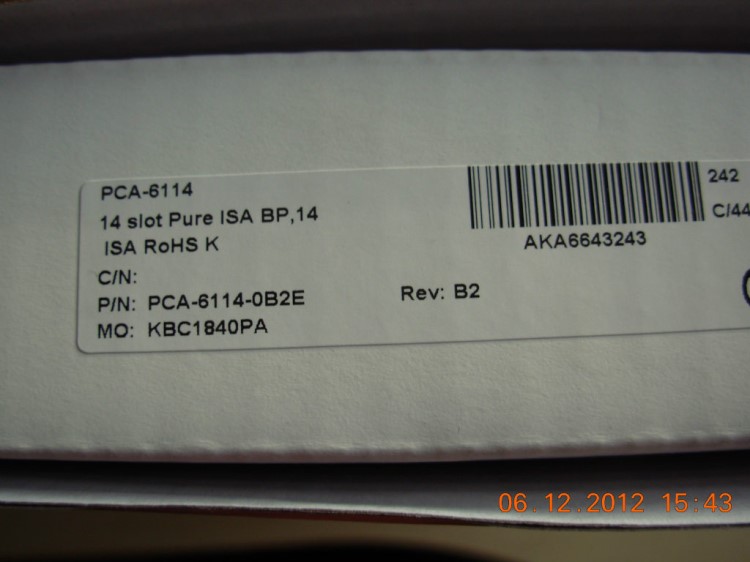 PCA-6114
14 slot Pure ISA BP,14
ISA RoHS K
C/N:
P/N: PCA-6114-0B2E
Rev: B2
MO: KBC1840PA
AKA6643243
242
C/44
06.12.2012 15:43